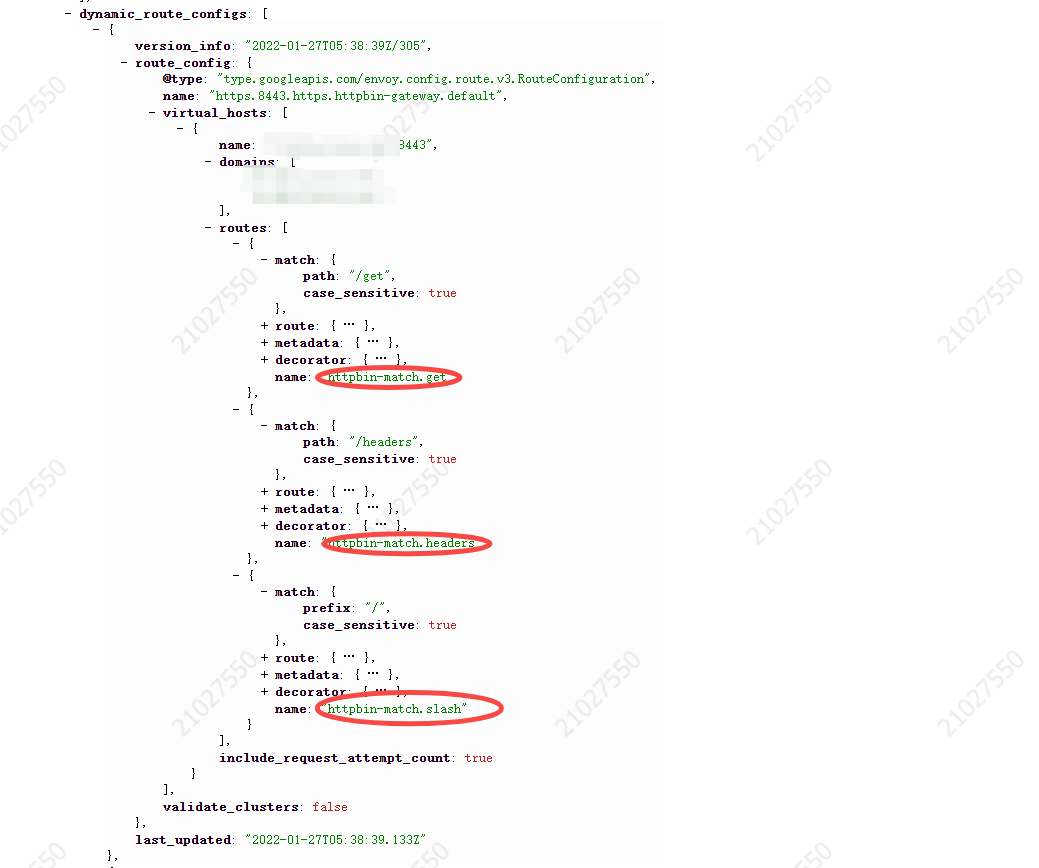 - dynamic_route_configs: [
- {
version_info: "2022-01-27T05:38:39Z/305",
- route_config: {
@type: "type.googleapis.com/envoy.config.route.v3.RouteConfiguration",
name: "https.8443.https.httpbin-gateway.default",
- virtual_hosts: [
- {
name: 8443",
- domains: [
],
- routes: [
- {
- match: {
path: "/get",
case_sensitive: true
},
+ route: { ... },
+ metadata: { ... },
+ decorator: { ... },
name: "httpbin-match.get
},
- {
- match: {
path: "/headers",
case_sensitive: true
},
+ route: { ... },
+ metadata: { ... },
+ decorator: { ... },
name: "httpbin-match.headers
},
- {
- match: {
prefix: "/",
case_sensitive: true
},
+ route: { ... },
+ metadata: { ... },
+ decorator: { ... },
name: "httpbin-match.slash"
}
],
include_request_attempt_count: true
}
],
validate_clusters: false
},
last_updated: "2022-01-27T05:38:39.133Z"
},
21027550
21027550
21027550
21027550
21027550
21027550
21027550
21027550
21027550
21027550
21027550
21027550